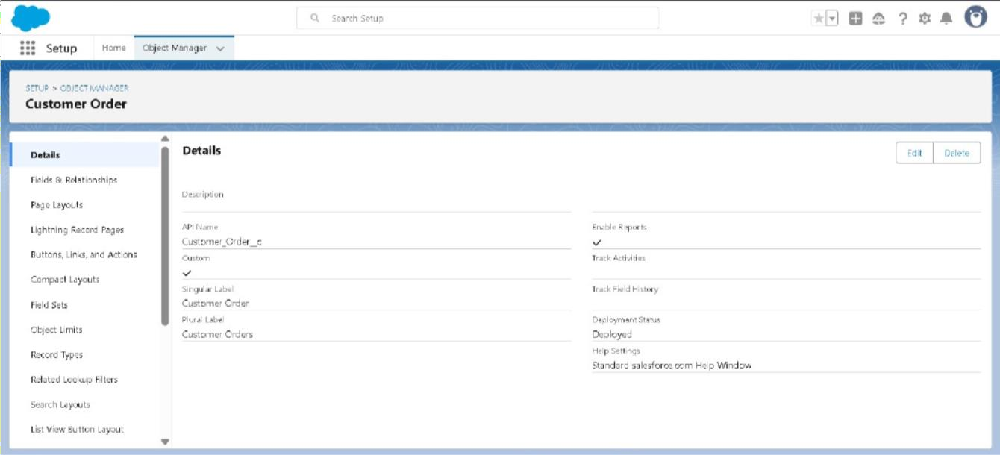 Search Setup
Setup Home Object Manager
SETUP > OBJECT MANAGER
Customer Order
Details
Fields & Relationships
Page Layouts
Lightning Record Pages
Buttons, Links, and Actions
Compact Layouts
Field Sets
Object Limits
Record Types
Related Lookup Filters
Search Layouts
List View Button Layout
Details
Edit Delete
Description
API Name
Customer_Order__c
Custom
Singular Label
Customer Order
Plural Label
Customer Orders
Enable Reports
Track Activities
Track Field History
Deployment Status
Deployed
Help Settings
Standard salesforce.com Help Window